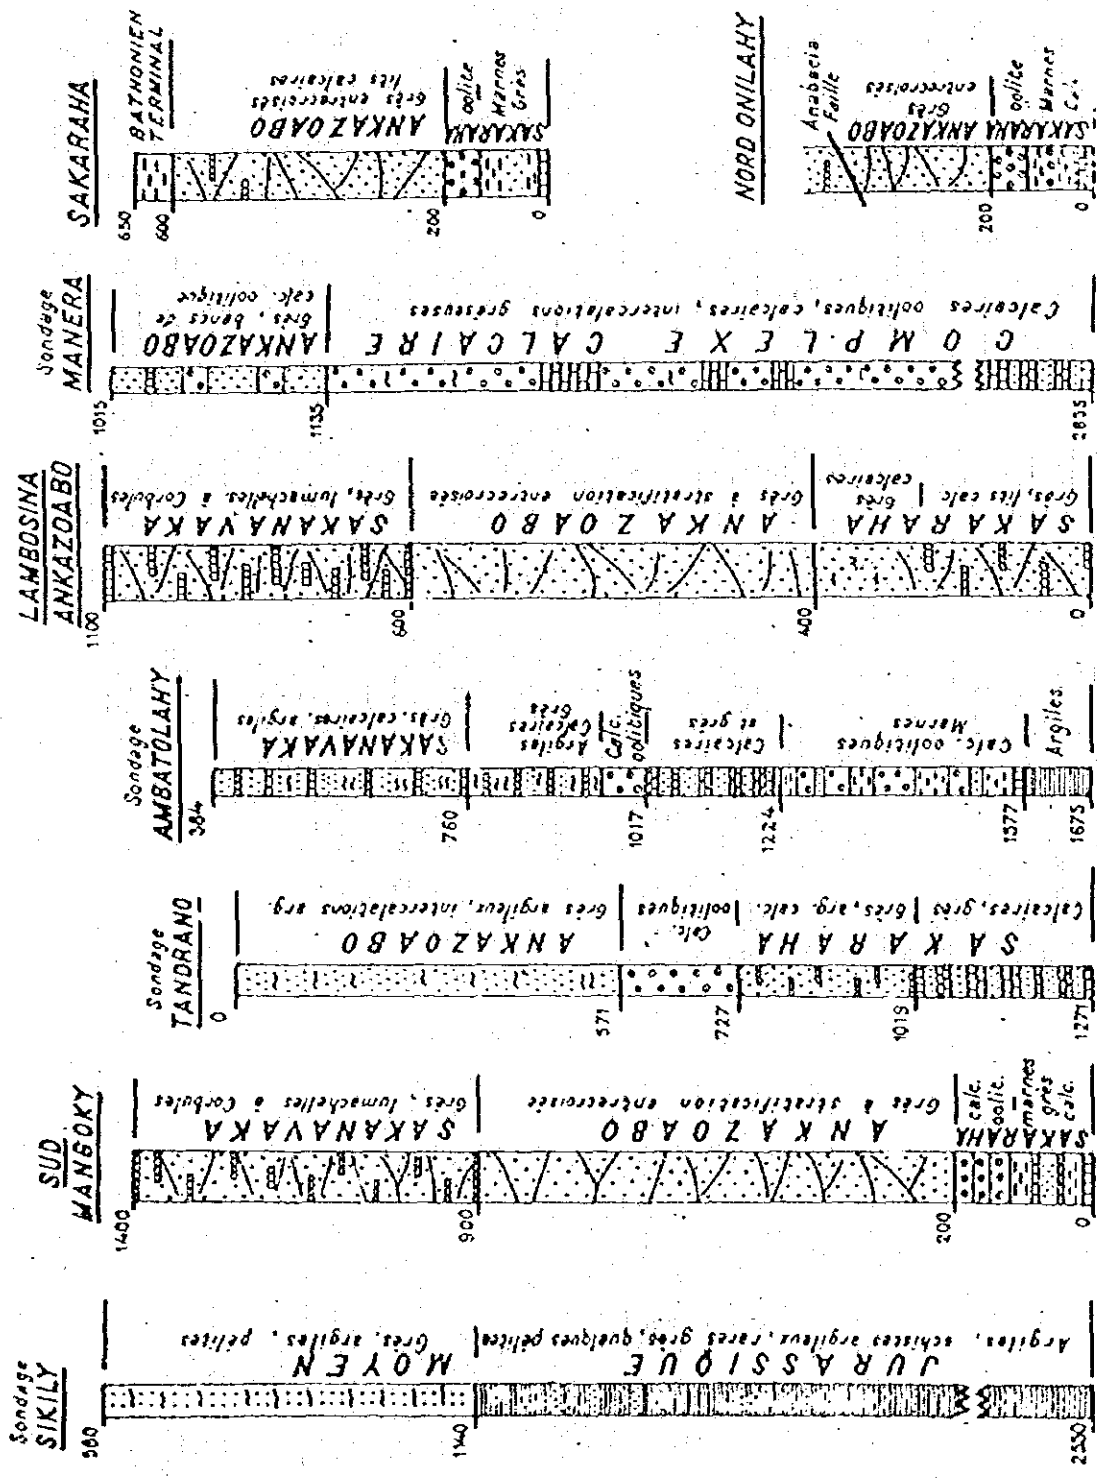 Sondage
SIKILY
980
1140
2550
MOYEN
Grès, argiles, pélites
JURASSIQUE
Argiles, schistes argileux, rares grès, quelques pélites
SUD
MANGOKY
1400
900
200
0
SAKANAVAKA
Grès, lumachelles à Corbules
ANKAZOABO
Grès à stratification entrecroisée
SAKARAHA
calc.
oolit.
marnes
grès
calc.
Sondage
TANDRANO
0
571
727
1019
1271
ANKAZOABO
Grès argileux, intercalations arg.
SAKARAHA
Calc.
oolitiques
Grès, arg. calc.
Calcaires, grès
Sondage
AMBATOLAHY
384
760
1017
1224
1577
1675
SAKANAVAKA
Grès, calcaires, argiles
Argiles
Calcaires
Grès
Calc.
oolitiques
Calcaires
et grès
Calc. oolitiques
Marnes
Argiles.
LAMBOSINA
ANKAZOABO
1100
600
400
0
SAKANAVAKA
Grès, lumachelles à Corbules
ANKAZOABO
Grès à stratification entrecroisée
SAKARAHA
Grès
calcaires
Grès, lits calc
Sondage
MANERA
1015
1135
2855
ANKAZOABO
Grès, bancs de
calc. oolitique
COMPLEXE CALCAIRE
Calcaires oolitiques, calcaires, intercalations gréseuses
SAKARAHA
650
600
200
0
BATHONIEN
TERMINAL
ANKAZOABO
Grès entrecroisés
lits calcaires
SAKARAHA
oolite
Marnes
Grès
NORD ONILAHY
200
0
Anabacia
Faille
ANKAZOABO
Grès
entrecroisés
SAKARAHA
oolite
Marnes
Calc.